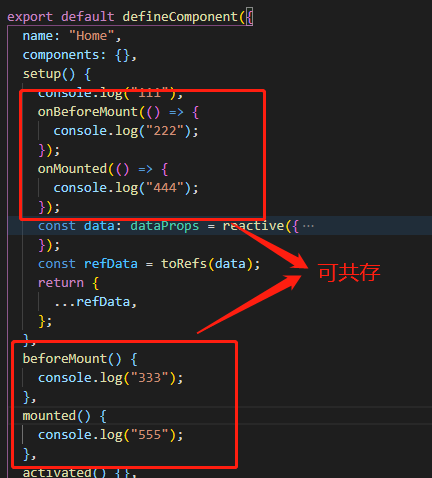 export default defineComponent({
name: "Home",
components: {},
setup() {
console.log("111");
onBeforeMount(() => {
console.log("222");
});
onMounted(() => {
console.log("444");
});
const data: dataProps = reactive({ ···
});
const refData = toRefs(data);
return {
...refData,
};
},
可共存
beforeMount() {
console.log("333");
},
mounted() {
console.log("555");
},
activated() {},